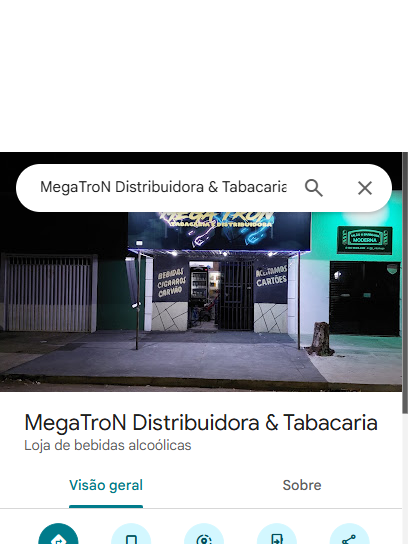 MegaTroN Distribuidora & Tabacaria
MEGATRON
TABACARIA E DISTRIBUIDORA
BEBIDAS
CIGARROS
CARVÃO
ACEITAMOS
CARTÕES
MODERNA
MegaTroN Distribuidora & Tabacaria
Loja de bebidas alcoólicas
Visão geral
Sobre